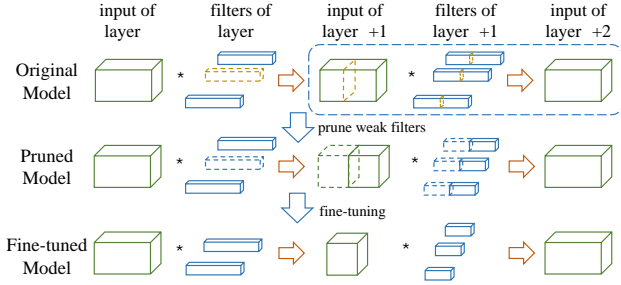 input of filters of input of filters of input of
layer layer layer +1 layer +1 layer +2
Original
Model
* *
prune weak filters
Pruned
Model
* *
fine-tuning
Fine-tuned
Model
* *